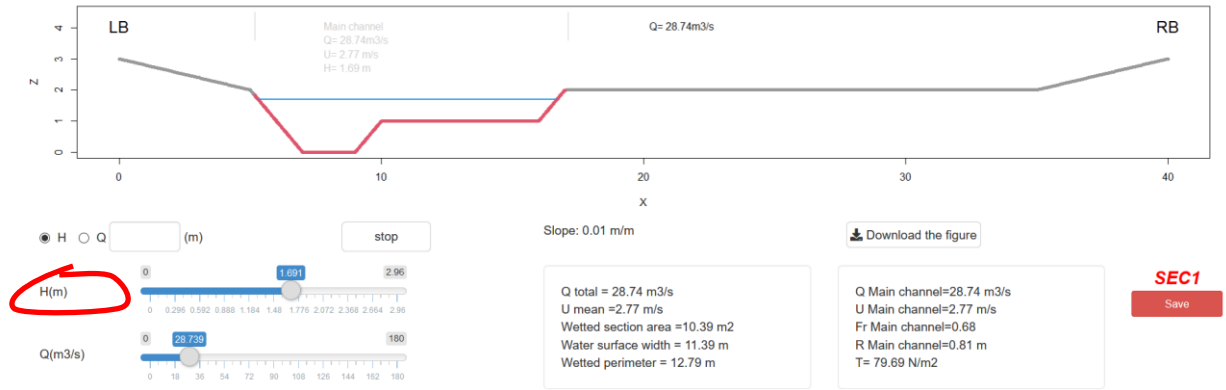 LB
Main channel
Q= 28.74m3/s
U= 2.77 m/s
H= 1.69 m
Q= 28.74m3/s
RB
4
3
2
1
0
Z
0 10 20 30 40
X
H Q (m) stop
Slope: 0.01 m/m
Download the figure
H(m)
0 1.691 2.96
0 0.296 0.592 0.888 1.184 1.48 1.776 2.072 2.368 2.664 2.96
Q(m3/s)
0 28.739 180
0 18 36 54 72 90 108 126 144 162 180
Q total = 28.74 m3/s
U mean =2.77 m/s
Wetted section area =10.39 m2
Water surface width = 11.39 m
Wetted perimeter = 12.79 m
Q Main channel=28.74 m3/s
U Main channel=2.77 m/s
Fr Main channel=0.68
R Main channel=0.81 m
T= 79.69 N/m2
SEC1
Save